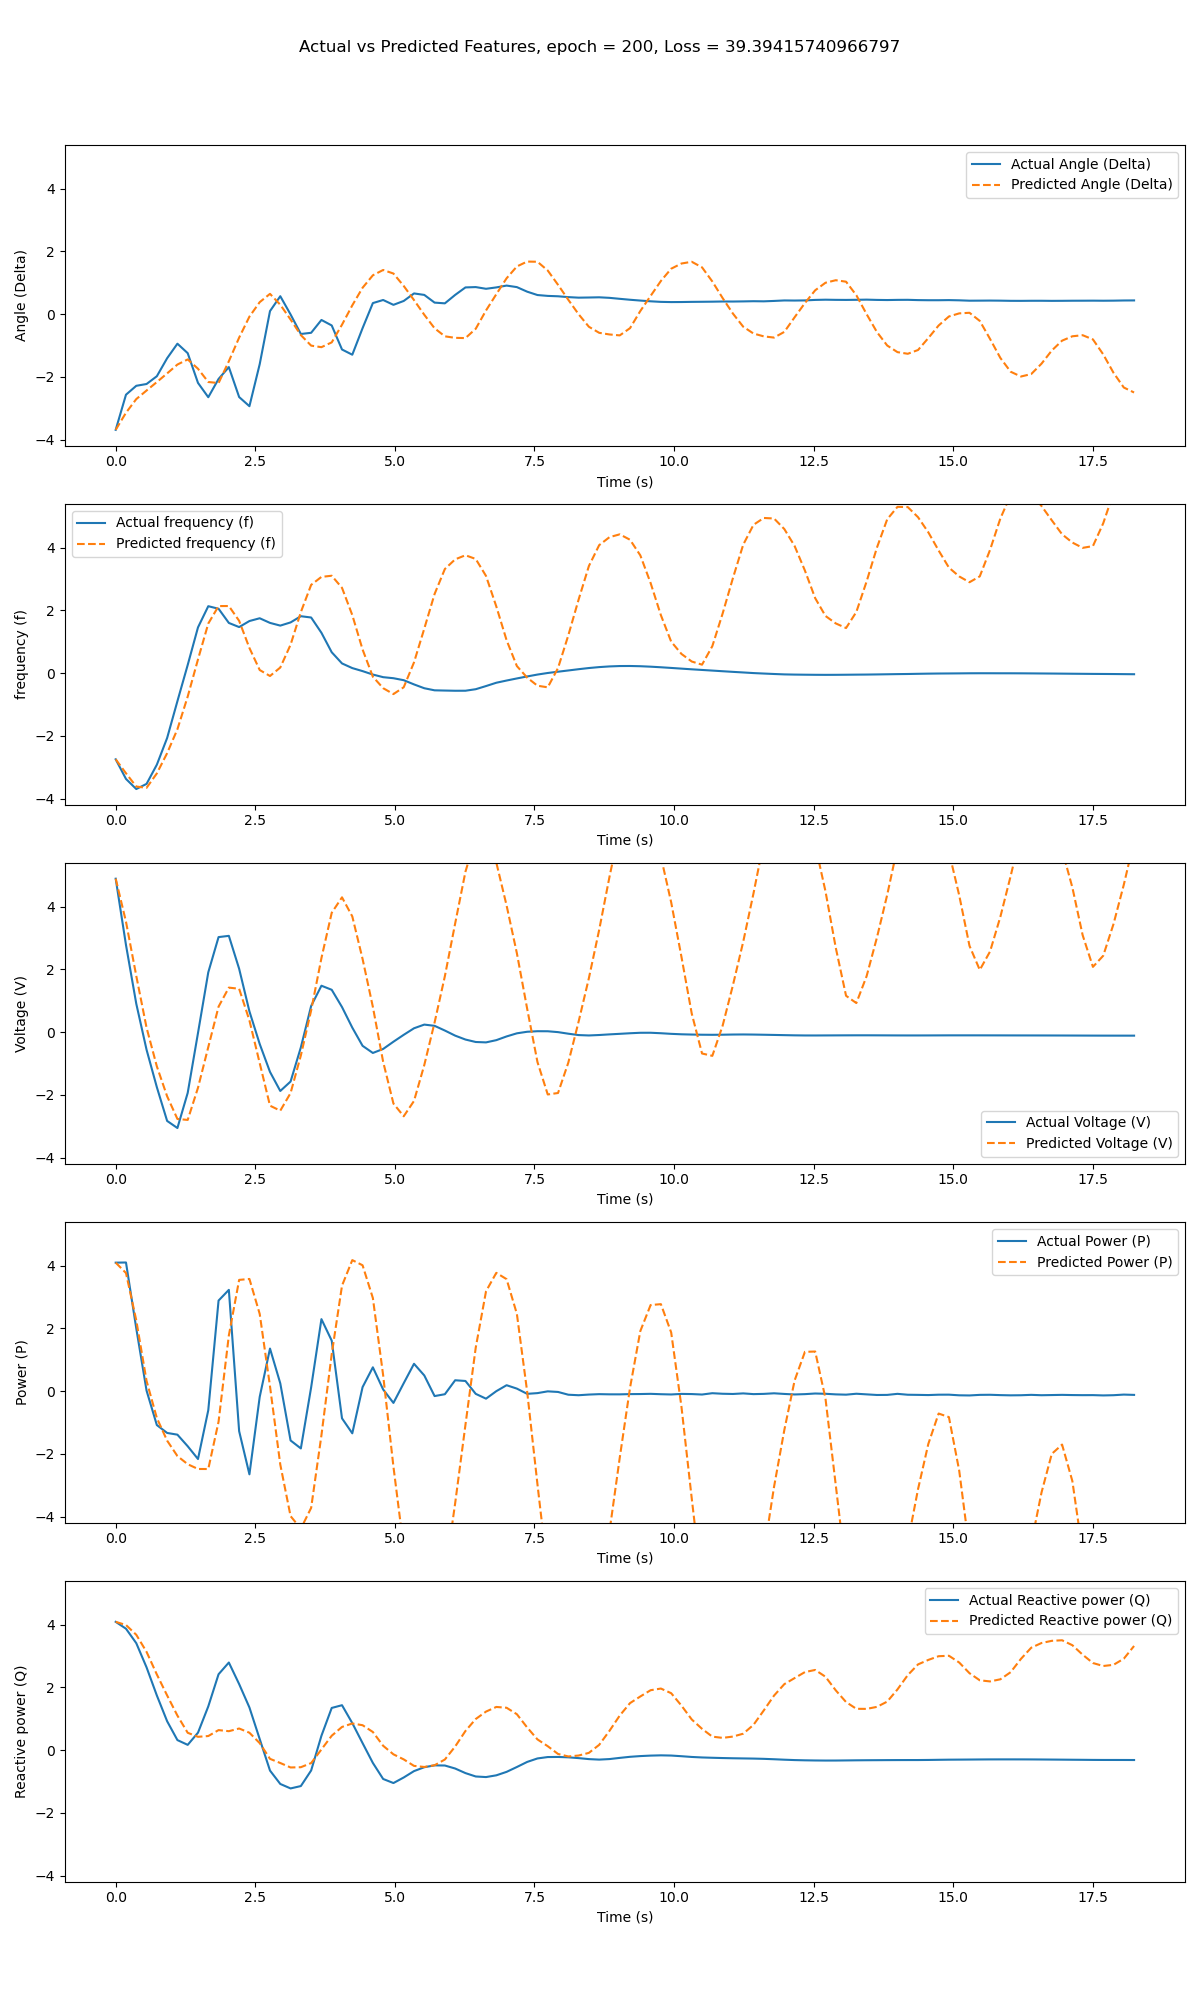 Actual vs Predicted Features, epoch = 200, Loss = 39.39415740966797
Actual Angle (Delta)
Predicted Angle (Delta)
Angle (Delta)
4
2
0
−2
−4
0.0 2.5 5.0 7.5 10.0 12.5 15.0 17.5
Time (s)
Actual frequency (f)
Predicted frequency (f)
frequency (f)
4
2
0
−2
−4
0.0 2.5 5.0 7.5 10.0 12.5 15.0 17.5
Time (s)
Voltage (V)
4
2
0
−2
−4
Actual Voltage (V)
Predicted Voltage (V)
0.0 2.5 5.0 7.5 10.0 12.5 15.0 17.5
Time (s)
Actual Power (P)
Predicted Power (P)
Power (P)
4
2
0
−2
−4
0.0 2.5 5.0 7.5 10.0 12.5 15.0 17.5
Time (s)
Actual Reactive power (Q)
Predicted Reactive power (Q)
Reactive power (Q)
4
2
0
−2
−4
0.0 2.5 5.0 7.5 10.0 12.5 15.0 17.5
Time (s)